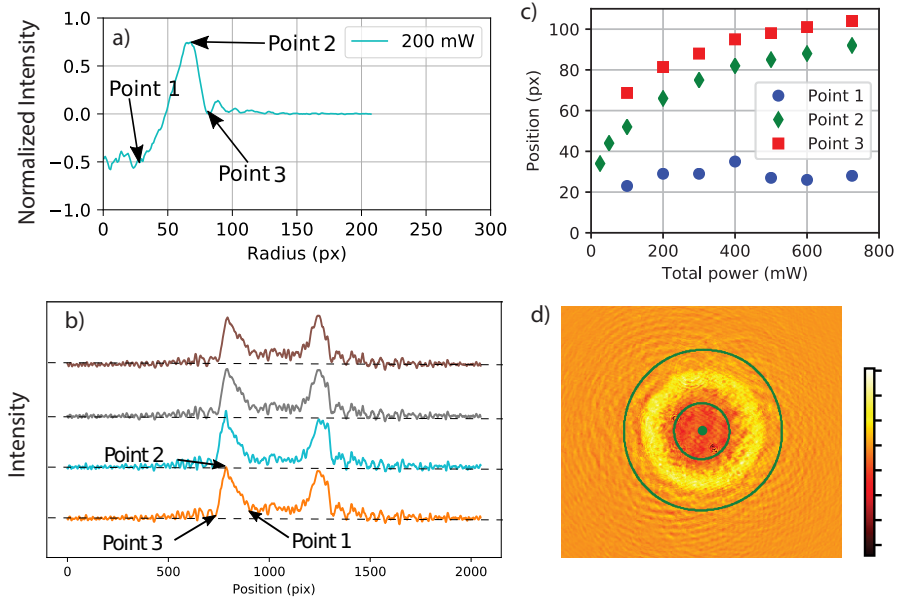 a)
Normalized Intensity
1.0
0.5
0.0
−0.5
−1.0
Point 1
Point 2
Point 3
200 mW
0 50 100 150 200 250 300
Radius (px)
c)
Position (px)
100
80
60
40
20
0
Point 1
Point 2
Point 3
0 200 400 600 800
Total power (mW)
b)
Intensity
Point 2
Point 3
Point 1
0 500 1000 1500 2000
Position (pix)
d)